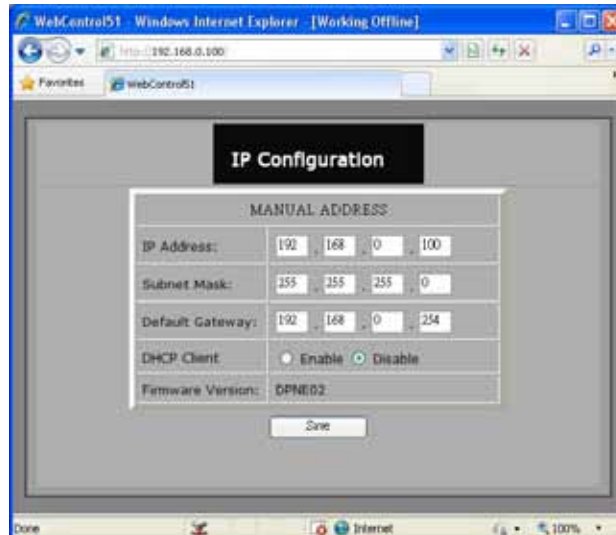 WebControl51 - Windows Internet Explorer - [Working Offline]
http://192.168.0.100/
Favorites WebControl51
IP Configuration
MANUAL ADDRESS
IP Address: 192 . 168 . 0 . 100
Subnet Mask: 255 . 255 . 255 . 0
Default Gateway: 192 . 168 . 0 . 254
DHCP Client Enable Disable
Firmware Version: DPNE02
Save
Done Internet 100%